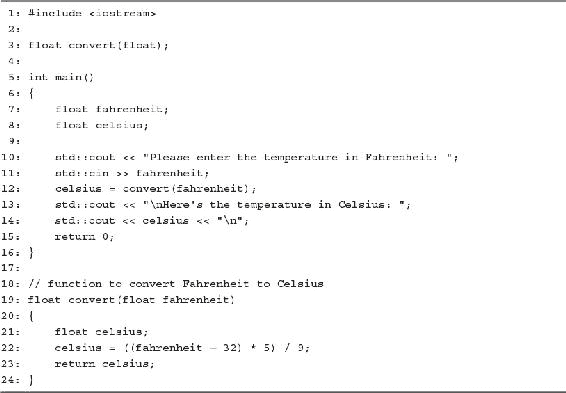 1: #include <iostream>
2:
3: float convert(float);
4:
5: int main()
6: {
7:     float fahrenheit;
8:     float celsius;
9:
10:     std::cout << "Please enter the temperature in Fahrenheit: ";
11:     std::cin >> fahrenheit;
12:     celsius = convert(fahrenheit);
13:     std::cout << "\nHere's the temperature in Celsius: ";
14:     std::cout << celsius << "\n";
15:     return 0;
16: }
17:
18: // function to convert Fahrenheit to Celsius
19: float convert(float fahrenheit)
20: {
21:     float celsius;
22:     celsius = ((fahrenheit - 32) * 5) / 9;
23:     return celsius;
24: }